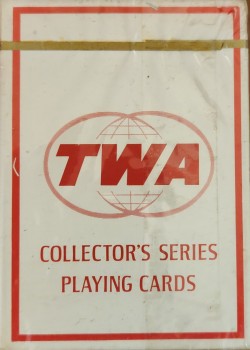 TWA
COLLECTOR'S SERIES
PLAYING CARDS